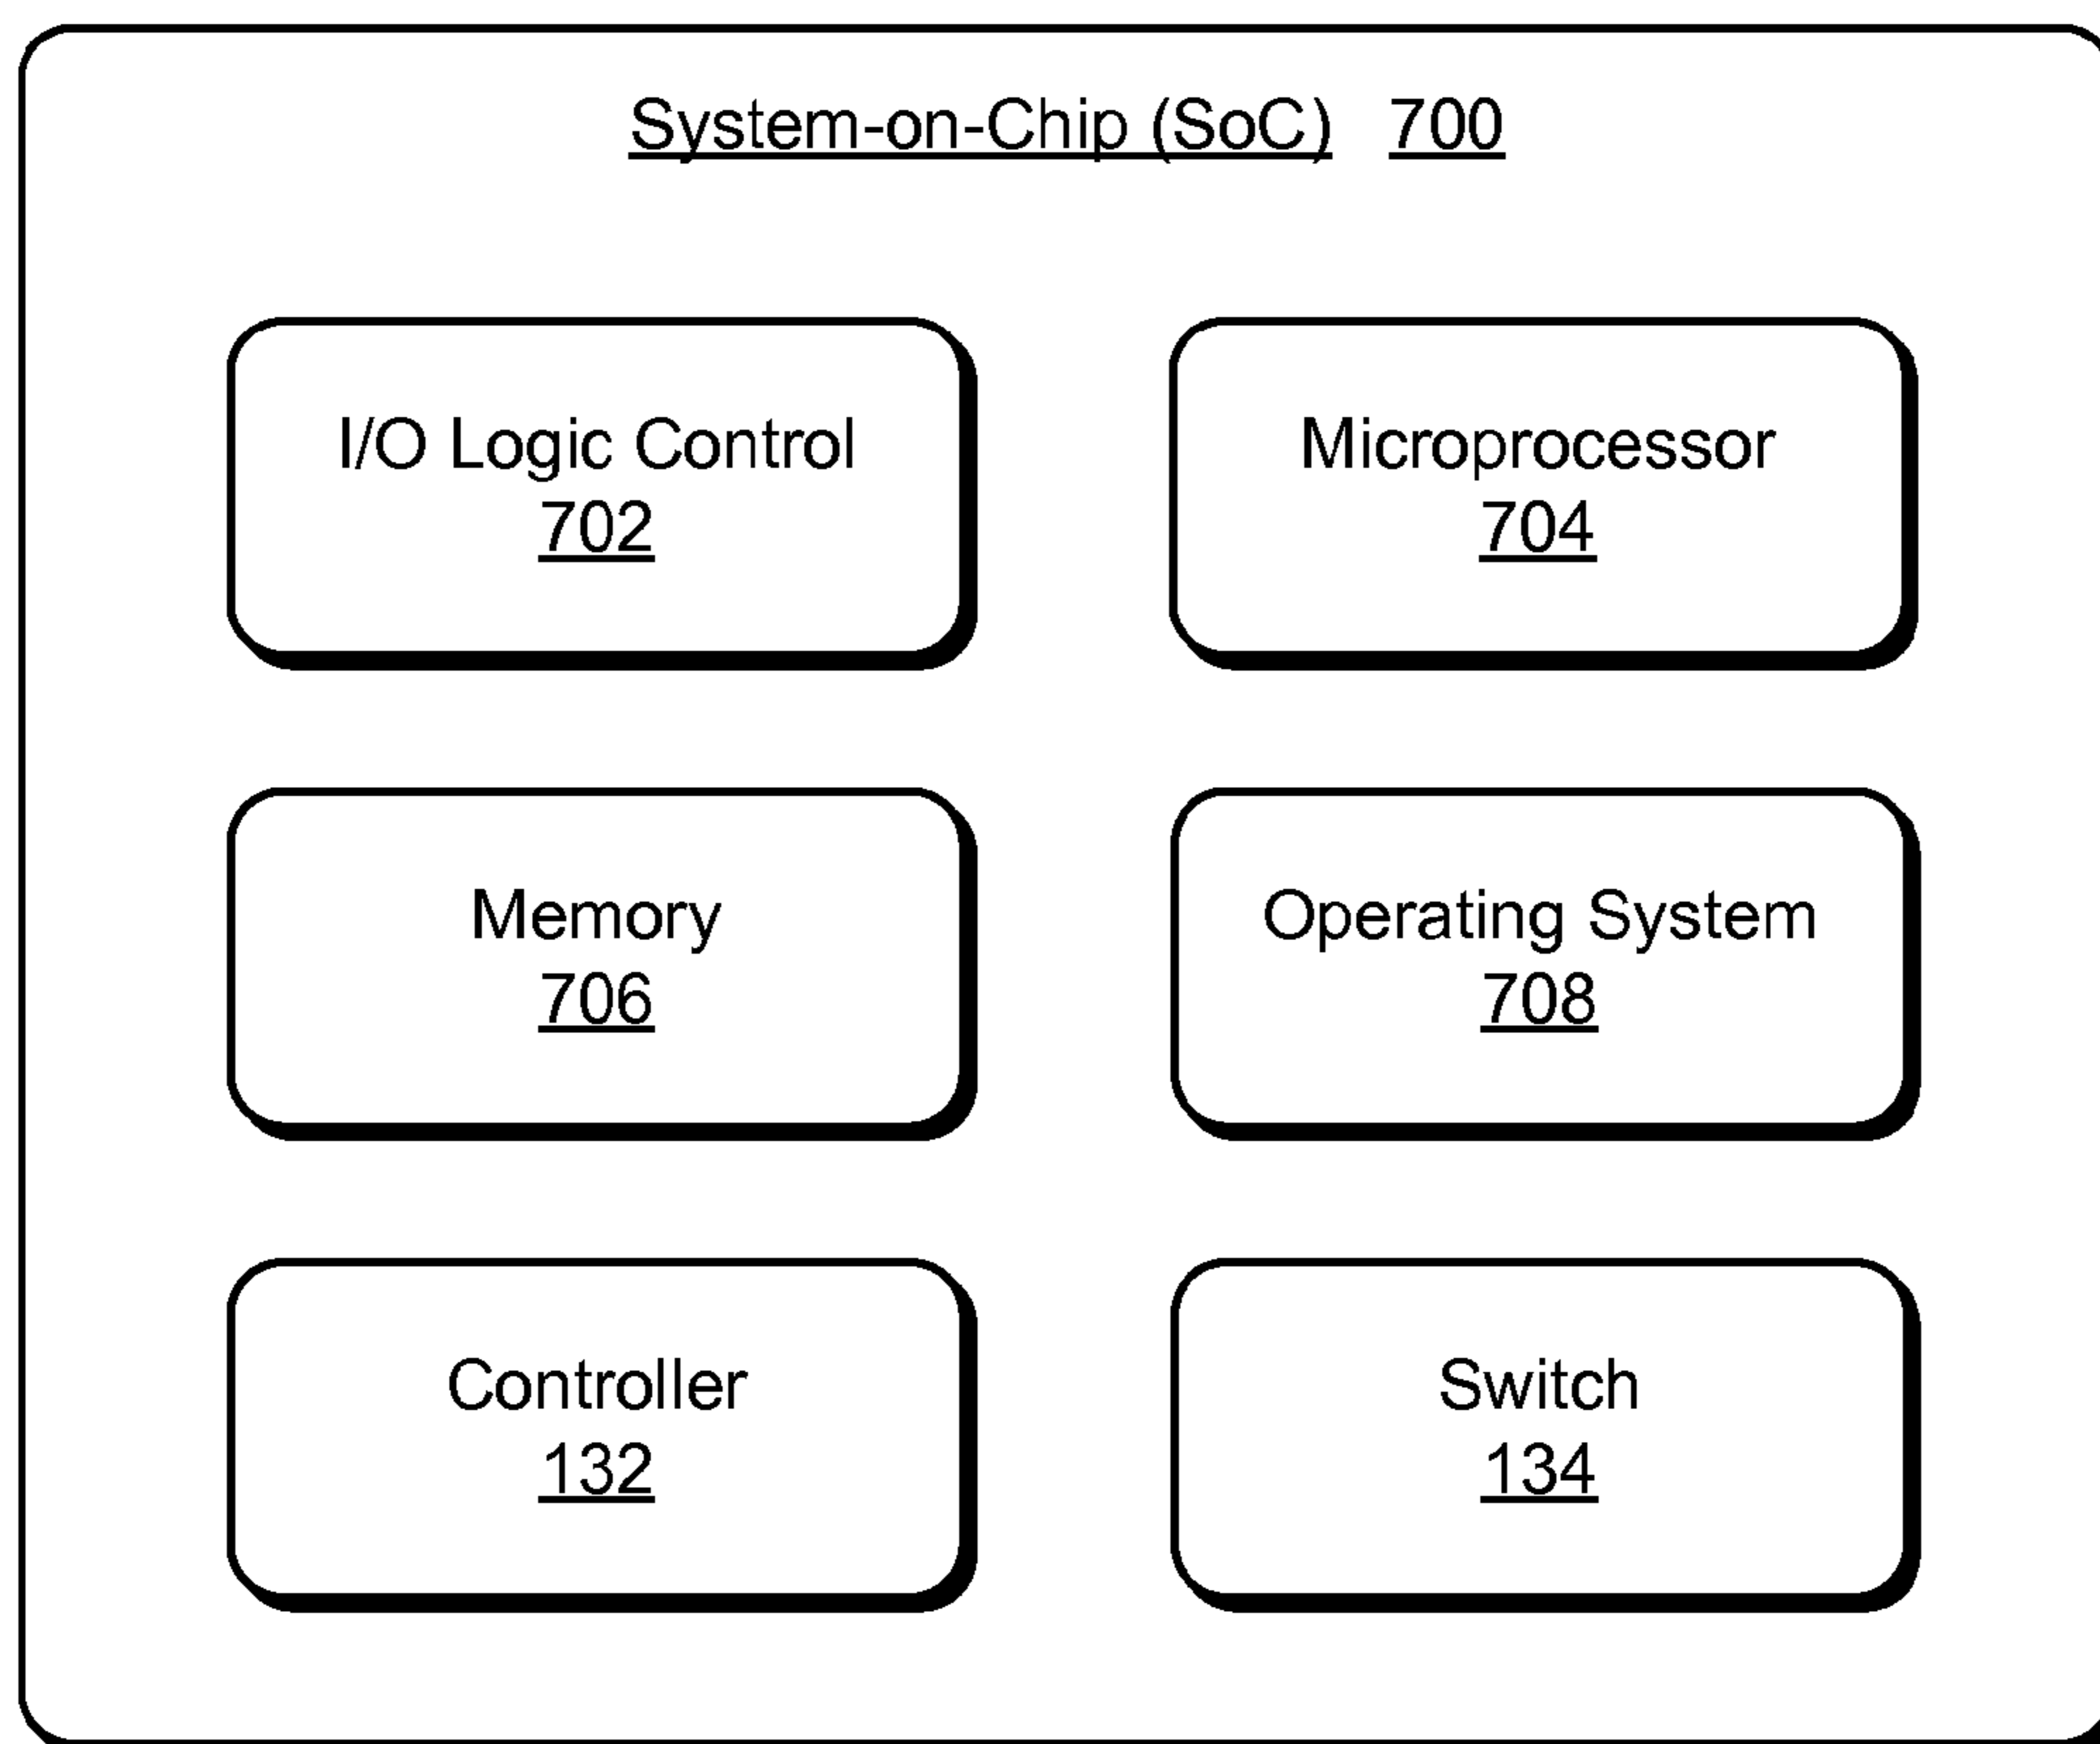 System-on-Chip (SoC) 700
I/O Logic Control
702
Microprocessor
704
Memory
706
Operating System
708
Controller
132
Switch
134